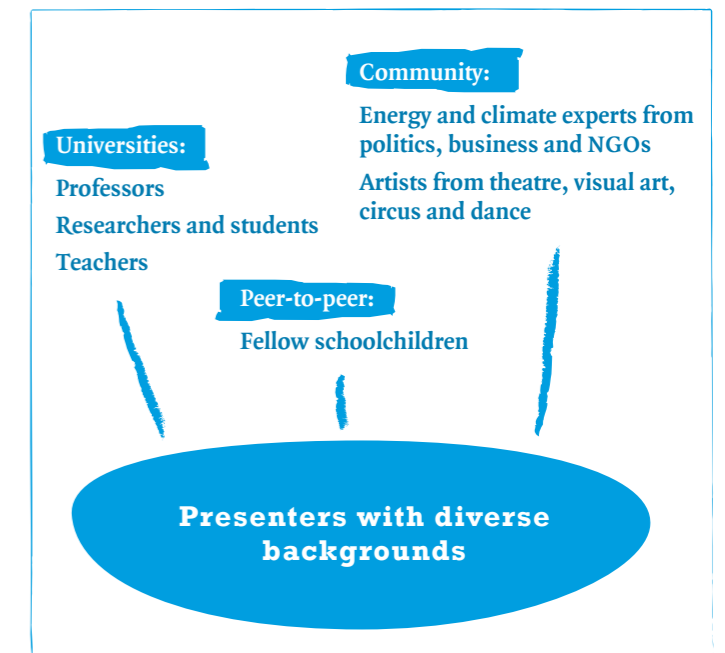 Universities:
Professors
Researchers and students
Teachers
Peer-to-peer:
Fellow schoolchildren
Community:
Energy and climate experts from
politics, business and NGOs
Artists from theatre, visual art,
circus and dance
Presenters with diverse
backgrounds